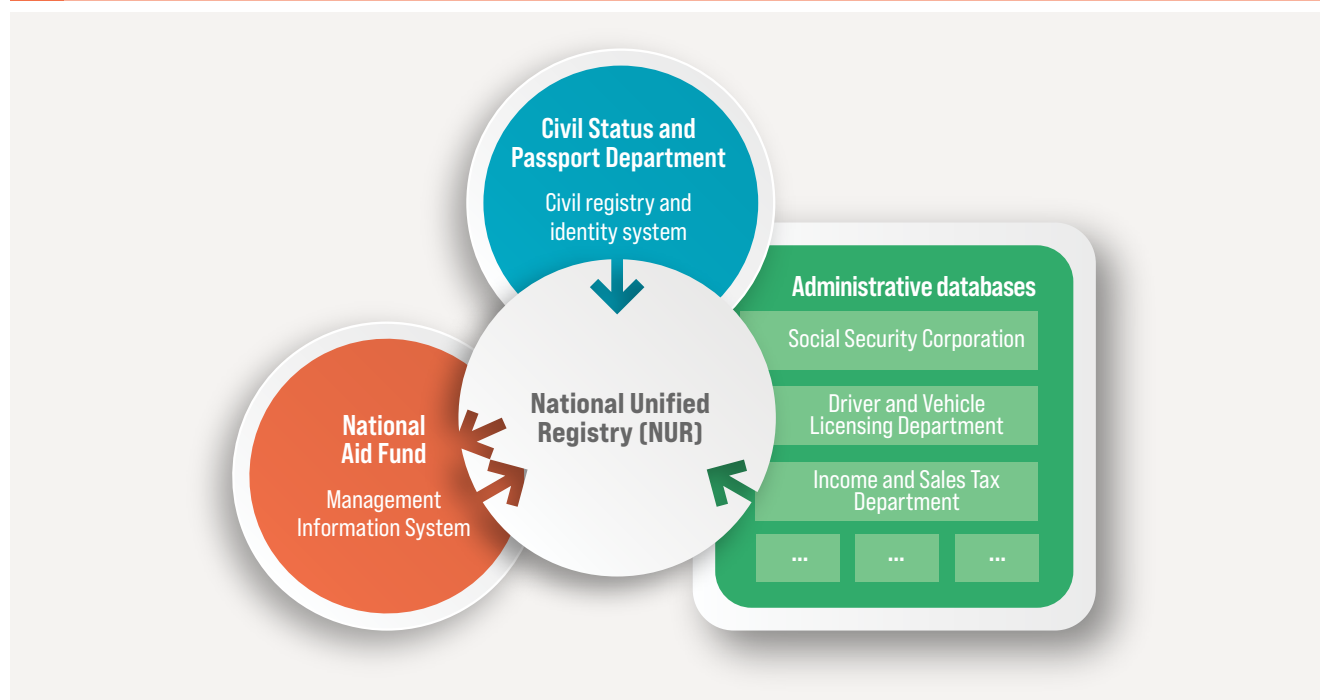 Civil Status and
Passport Department
Civil registry and
identity system
Administrative databases
Social Security Corporation
Driver and Vehicle
Licensing Department
Income and Sales Tax
Department
...
...
...
National Unified
Registry (NUR)
National
Aid Fund
Management
Information System